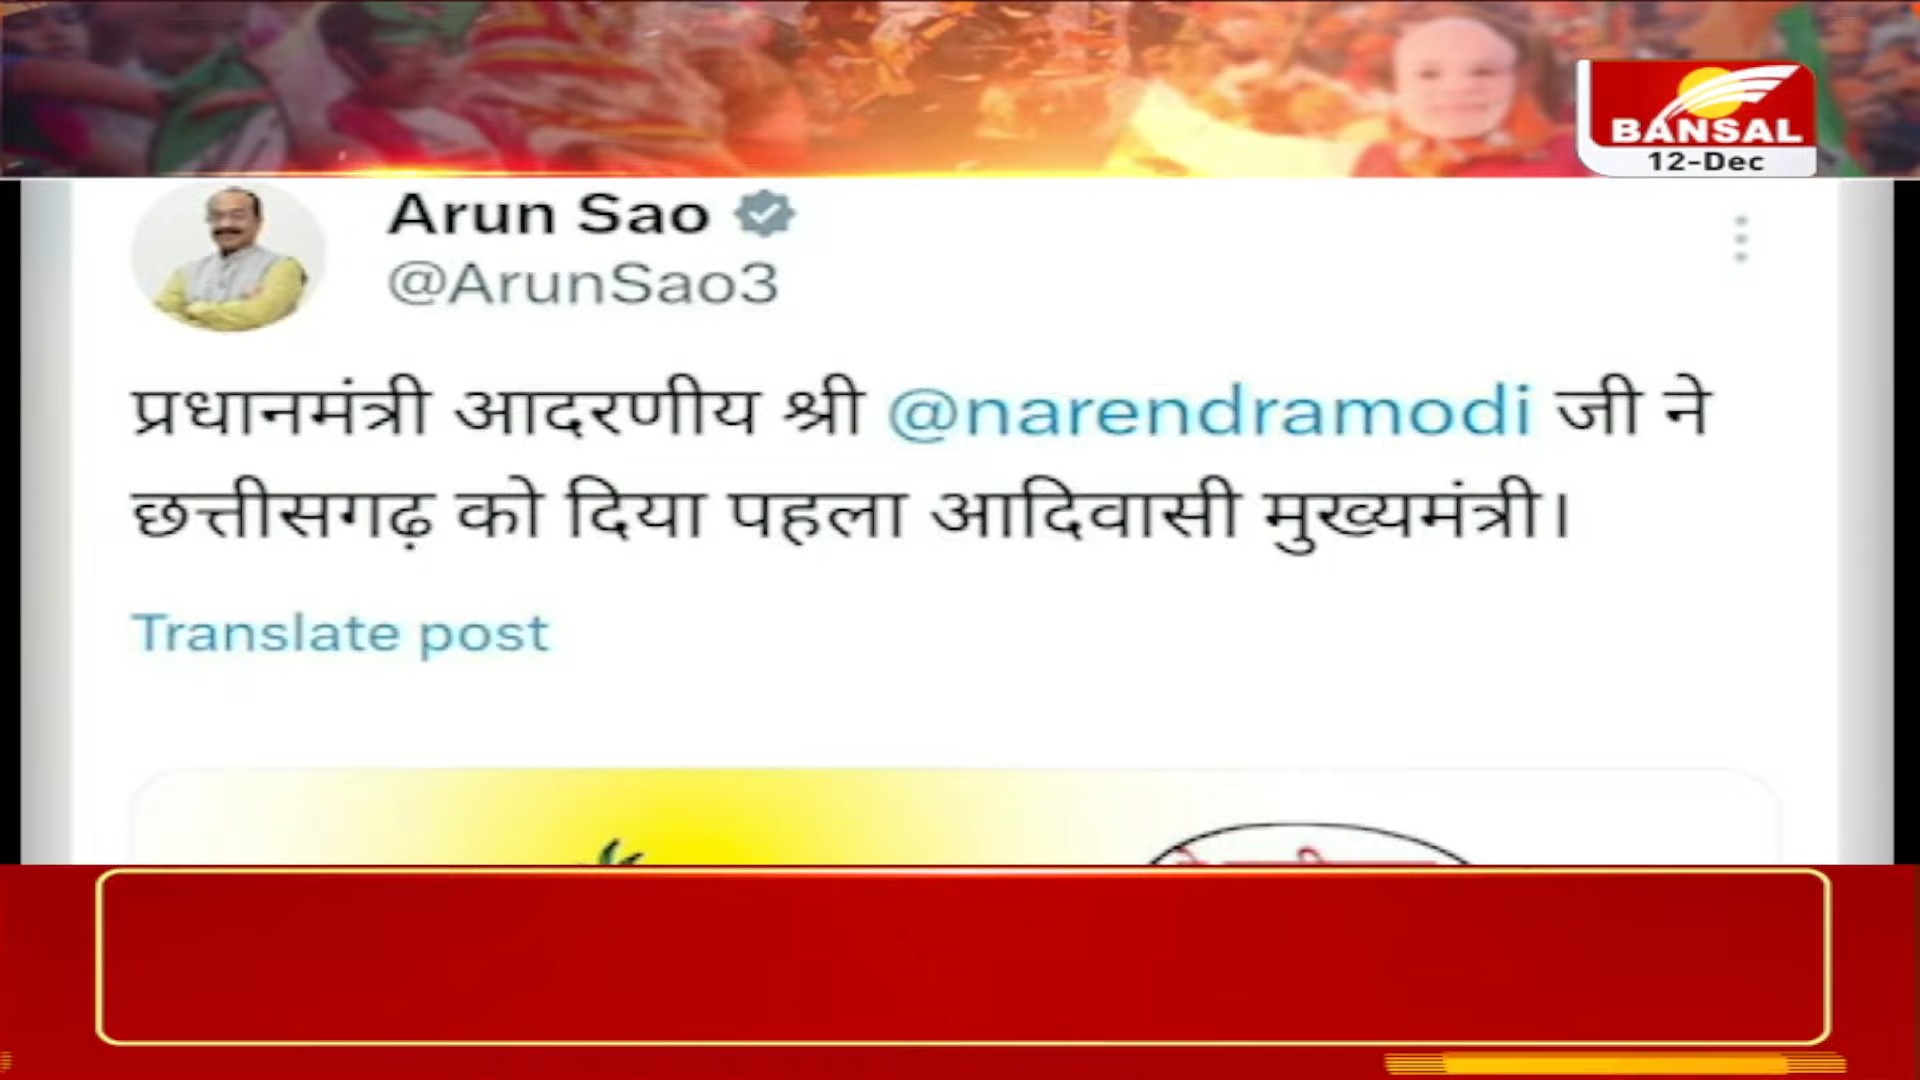 BANSAL
12-Dec
Arun Sao
@ArunSao3
प्रधानमंत्री आदरणीय श्री @narendramodi जी ने
छत्तीसगढ़ को दिया पहला आदिवासी मुख्यमंत्री।
Translate post